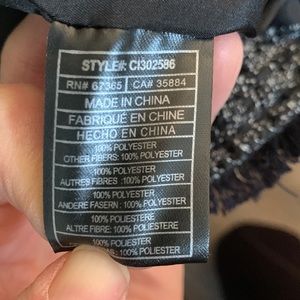 STYLE#: CI302586
RN# 67365 CA# 35884
MADE IN CHINA
FABRIQUÉ EN CHINE
HECHO EN CHINA
100% POLYESTER
OTHER FIBERS: 100% POLYESTER
100% POLYESTER
AUTRES FIBRES :100% POLYESTER
100% POLYESTER
ANDERE FASERN : 100% POLYESTER
100% POLIESTERE
ALTRE FIBRE: 100% POLIESTERE
100% POLIESTER